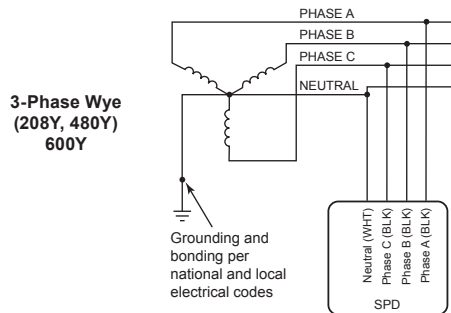 PHASE A
PHASE B
PHASE C
NEUTRAL
3-Phase Wye
(208Y, 480Y)
600Y
Grounding and
bonding per
national and local
electrical codes
Neutral (WHT)
Phase C (BLK)
Phase B (BLK)
Phase A (BLK)
SPD